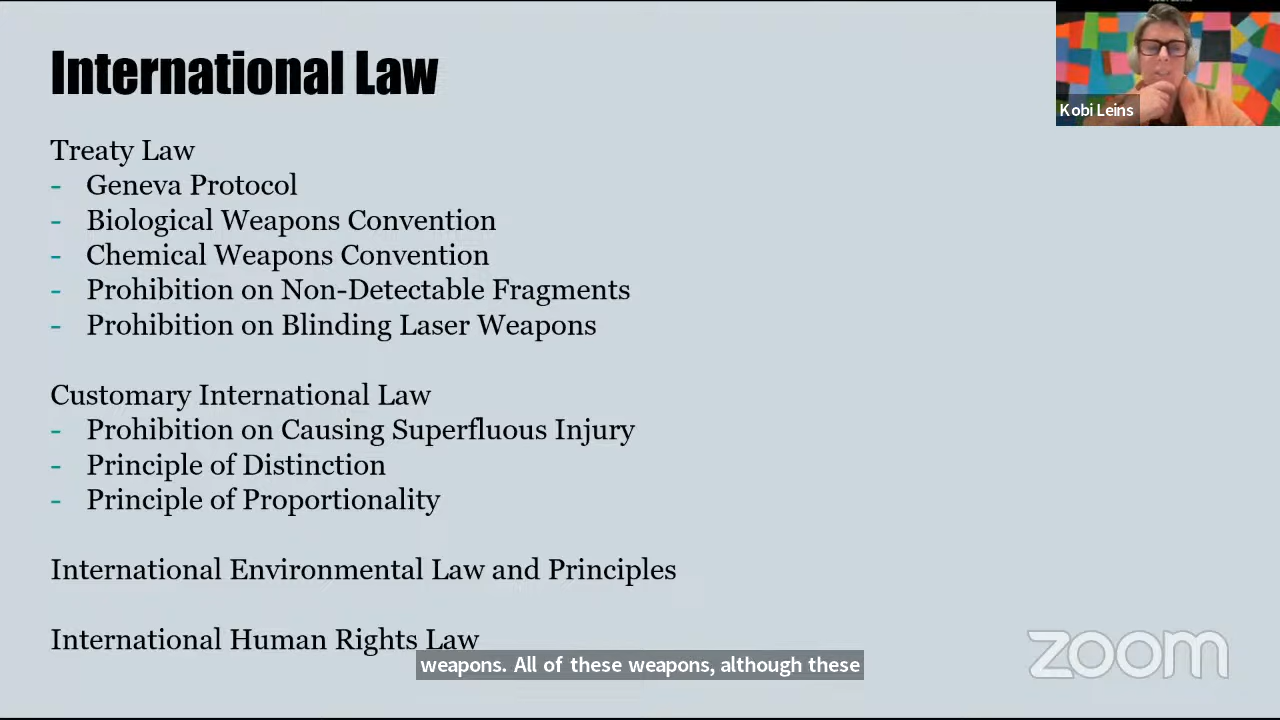 International Law
Treaty Law
- Geneva Protocol
- Biological Weapons Convention
- Chemical Weapons Convention
- Prohibition on Non-Detectable Fragments
- Prohibition on Blinding Laser Weapons
Customary International Law
- Prohibition on Causing Superfluous Injury
- Principle of Distinction
- Principle of Proportionality
International Environmental Law and Principles
International Human Rights Law
weapons. All of these weapons, although these
Kobi Leins
zoom